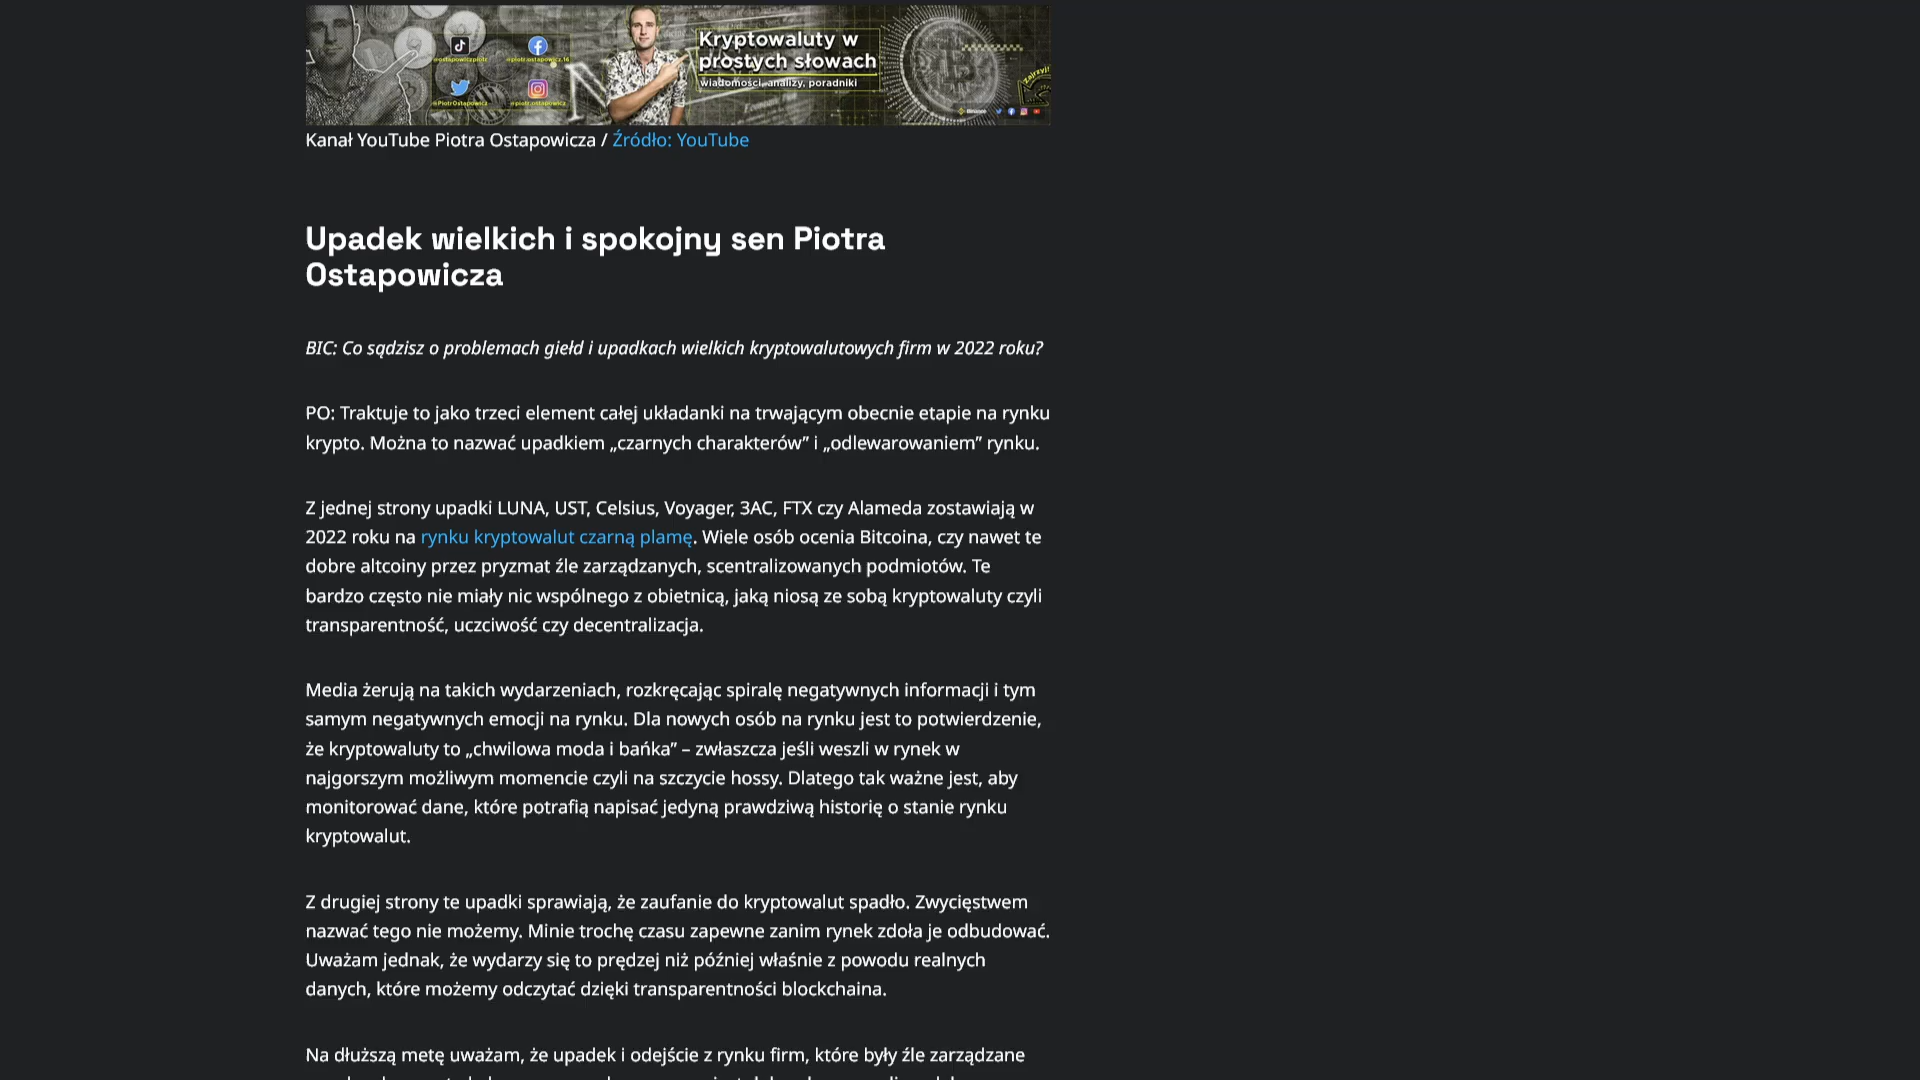 @ostapowiczpiotr
@piotr.ostapowicz.14
@PiotrOstapowicz
@piotr.ostapowicz
Kryptowaluty w
prostych słowach
wiadomości, analizy, poradniki
Kanał YouTube Piotra Ostapowicza / Źródło: YouTube
Upadek wielkich i spokojny sen Piotra
Ostapowicza
BIC: Co sądzisz o problemach giełd i upadkach wielkich kryptowalutowych firm w 2022 roku?
PO: Traktuje to jako trzeci element całej układanki na trwającym obecnie etapie na rynku
krypto. Można to nazwać upadkiem „czarnych charakterów” i „odlewarowaniem” rynku.
Z jednej strony upadki LUNA, UST, Celsius, Voyager, 3AC, FTX czy Alameda zostawiają w
2022 roku na rynku kryptowalut czarną plamę. Wiele osób ocenia Bitcoina, czy nawet te
dobre altcoiny przez pryzmat źle zarządzanych, scentralizowanych podmiotów. Te
bardzo często nie miały nic wspólnego z obietnicą, jaką niosą ze sobą kryptowaluty czyli
transparentność, uczciwość czy decentralizacja.
Media żerują na takich wydarzeniach, rozkręcając spiralę negatywnych informacji i tym
samym negatywnych emocji na rynku. Dla nowych osób na rynku jest to potwierdzenie,
że kryptowaluty to „chwilowa moda i bańka” – zwłaszcza jeśli weszli w rynek w
najgorszym możliwym momencie czyli na szczycie hossy. Dlatego tak ważne jest, aby
monitorować dane, które potrafią napisać jedyną prawdziwą historię o stanie rynku
kryptowalut.
Z drugiej strony te upadki sprawiają, że zaufanie do kryptowalut spadło. Zwycięstwem
nazwać tego nie możemy. Minie trochę czasu zapewne zanim rynek zdoła je odbudować.
Uważam jednak, że wydarzy się to prędzej niż później właśnie z powodu realnych
danych, które możemy odczytać dzięki transparentności blockchaina.
Na dłuższą metę uważam, że upadek i odejście z rynku firm, które były źle zarządzane